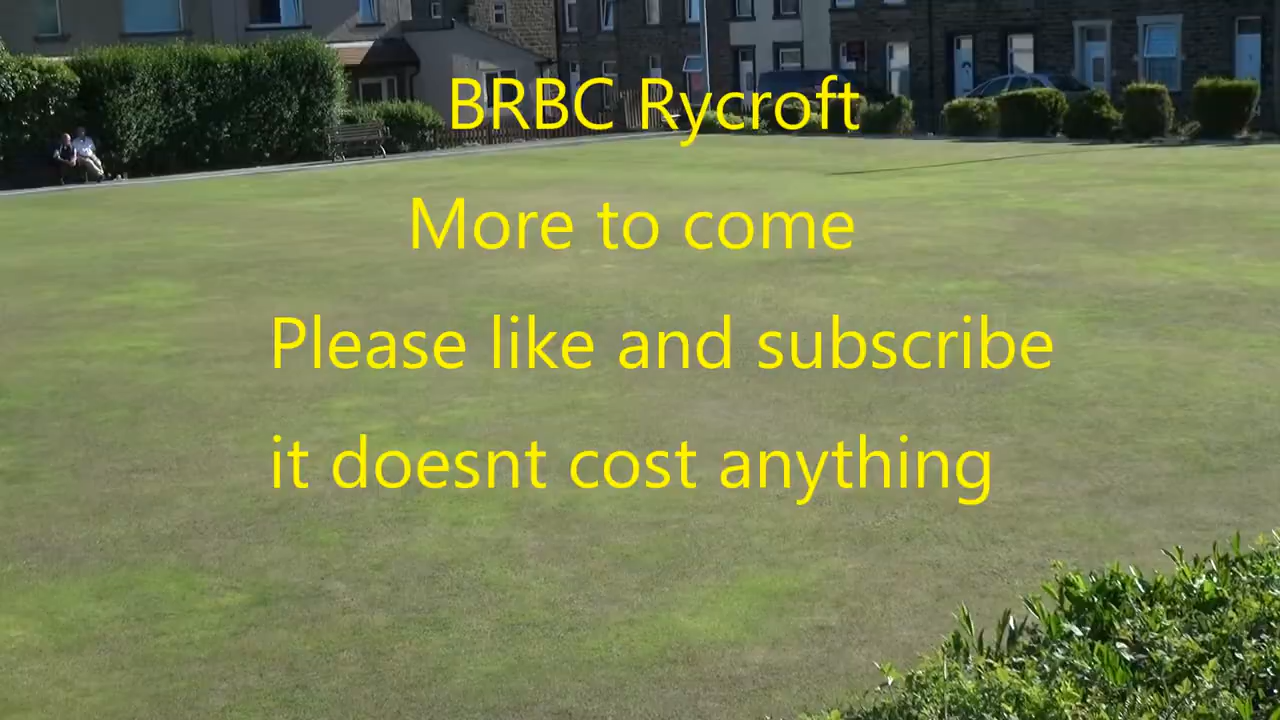 BRBC Rycroft
More to come
Please like and subscribe
it doesnt cost anything